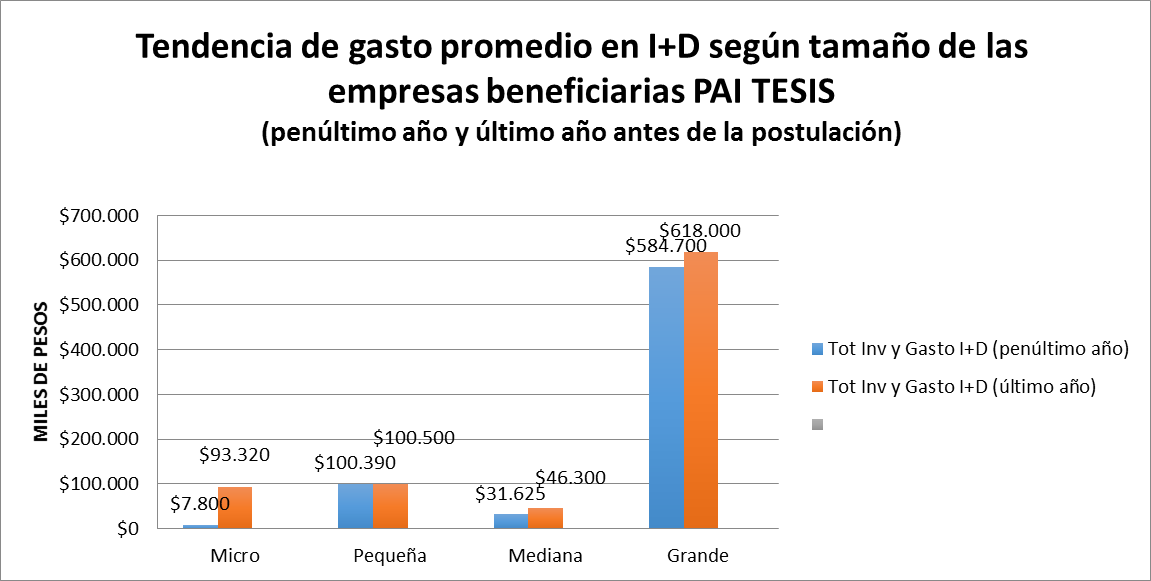 Tendencia de gasto promedio en I+D según tamaño de las
empresas beneficiarias PAI TESIS
(penúltimo año y último año antes de la postulación)
MILES DE PESOS
$700.000
$600.000
$500.000
$400.000
$300.000
$200.000
$100.000
$0
$7.800
$93.320
$100.390
$100.500
$31.625
$46.300
$584.700
$618.000
Micro
Pequeña
Mediana
Grande
Tot Inv y Gasto I+D (penúltimo año)
Tot Inv y Gasto I+D (último año)